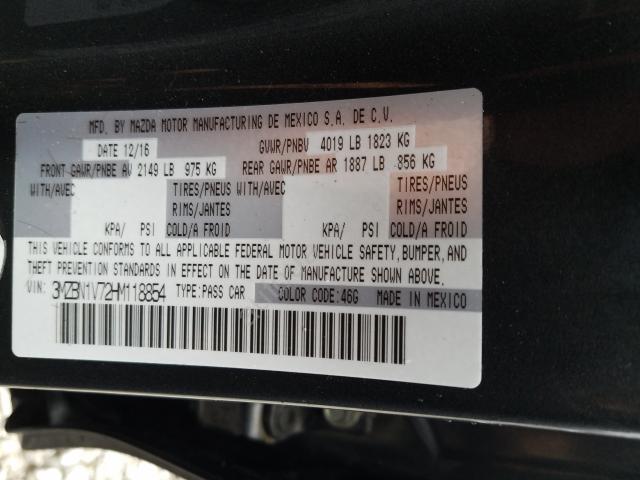 MFD. BY MAZDA MOTOR MANUFACTURING DE MEXICO S.A. DE C.V.
DATE 12/16 GVWR/PNBV 4019 LB 1823 KG
FRONT GAWR/PNBE AV 2149 LB 975 KG REAR GAWR/PNBE AR 1887 LB 856 KG
WITH/AVEC TIRES/PNEUS WITH/AVEC TIRES/PNEUS
RIMS/JANTES RIMS/JANTES
KPA/ PSI COLD/A FROID KPA/ PSI COLD/A FROID
THIS VEHICLE CONFORMS TO ALL APPLICABLE FEDERAL MOTOR VEHICLE SAFETY, BUMPER, AND
THEFT PREVENTION STANDARDS IN EFFECT ON THE DATE OF MANUFACTURE SHOWN ABOVE.
VIN: 3MZBN1V72HM118854 TYPE:PASS CAR COLOR CODE:46G MADE IN MEXICO